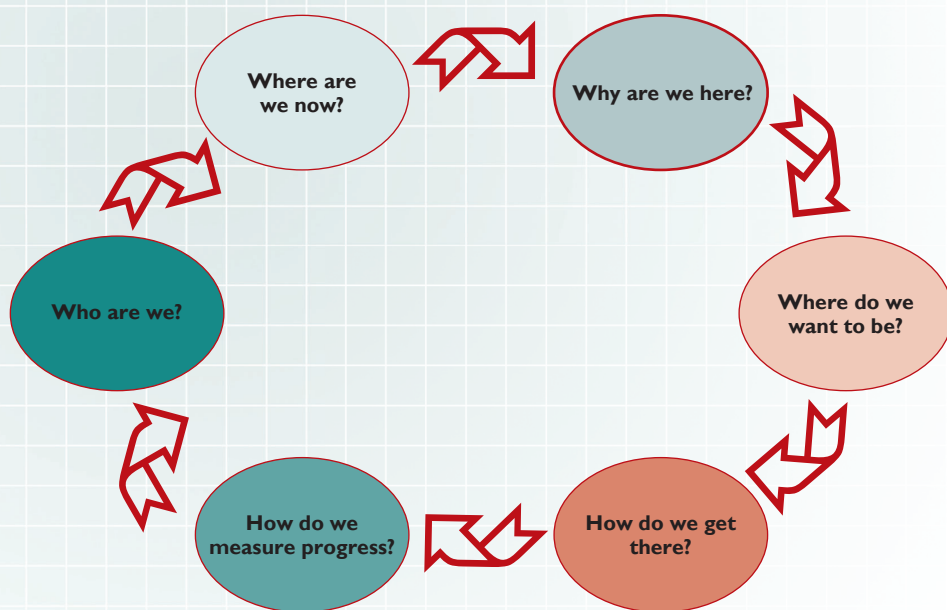 Where are
we now?
Why are we here?
Where do we
want to be?
How do we get
there?
How do we
measure progress?
Who are we?